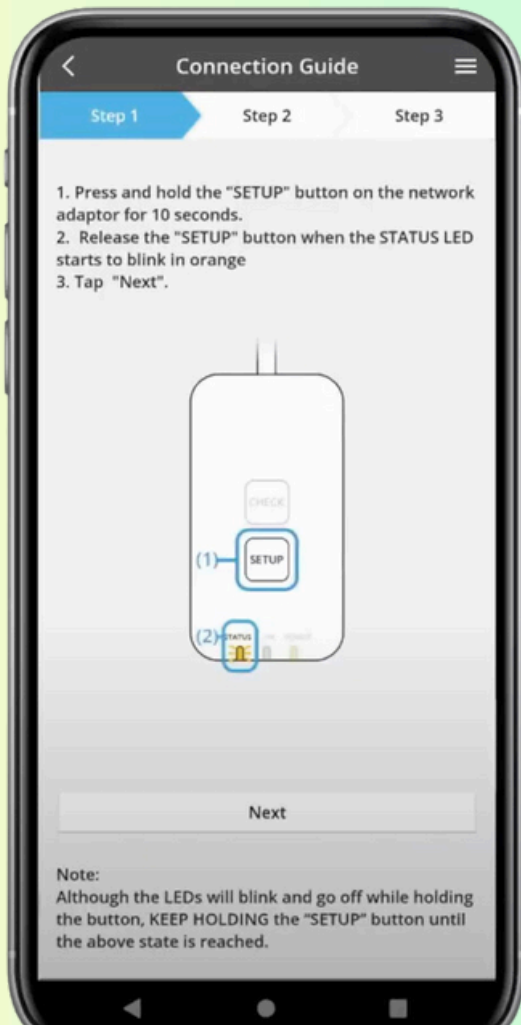 Connection Guide
Step 1
Step 2
Step 3
1. Press and hold the "SETUP" button on the network
adaptor for 10 seconds.
2. Release the "SETUP" button when the STATUS LED
starts to blink in orange
3. Tap "Next".
CHECK
(1)
SETUP
(2)
STATUS
Next
Note:
Although the LEDs will blink and go off while holding
the button, KEEP HOLDING the "SETUP" button until
the above state is reached.